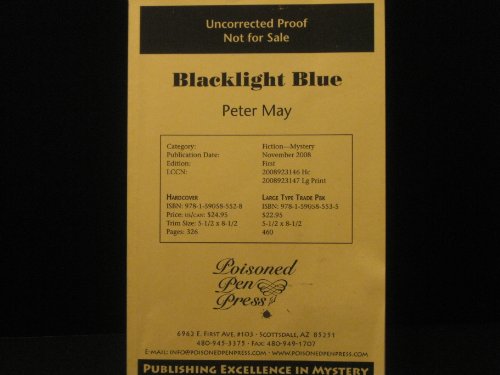 Uncorrected Proof
Not for Sale
Blacklight Blue
Peter May
Category: Fiction—Mystery
Publication Date: November 2008
Edition: First
LCCN: 2008923146 Hc
2008923147 Lg Print
Hardcover Large Type Trade Pbk
ISBN: 978-1-59058-552-8 ISBN: 978-1-59058-553-5
Price: us/can: $24.95 $22.95
Trim Size: 5-1/2 x 8-1/2 5-1/2 x 8-1/2
Pages: 326 460
Poisoned
Pen
Press
6962 E. First Ave. #103 · Scottsdale, AZ 85251
480-945-3375 · Fax: 480-949-1707
E-mail: info@poisonedpenpress.com · www.poisonedpenpress.com
Publishing Excellence in Mystery